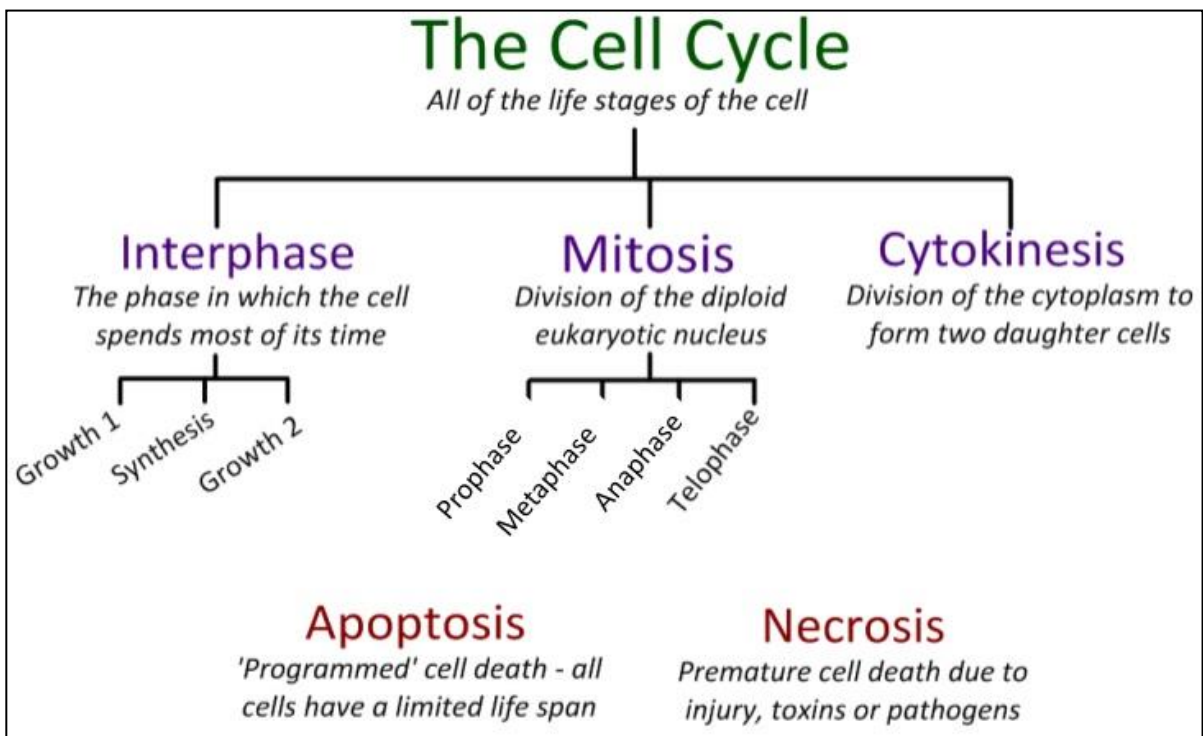 The Cell Cycle
All of the life stages of the cell
Interphase
The phase in which the cell
spends most of its time
Growth 1
Synthesis
Growth 2
Mitosis
Division of the diploid
eukaryotic nucleus
Prophase
Metaphase
Anaphase
Telophase
Cytokinesis
Division of the cytoplasm to
form two daughter cells
Apoptosis
'Programmed' cell death - all
cells have a limited life span
Necrosis
Premature cell death due to
injury, toxins or pathogens